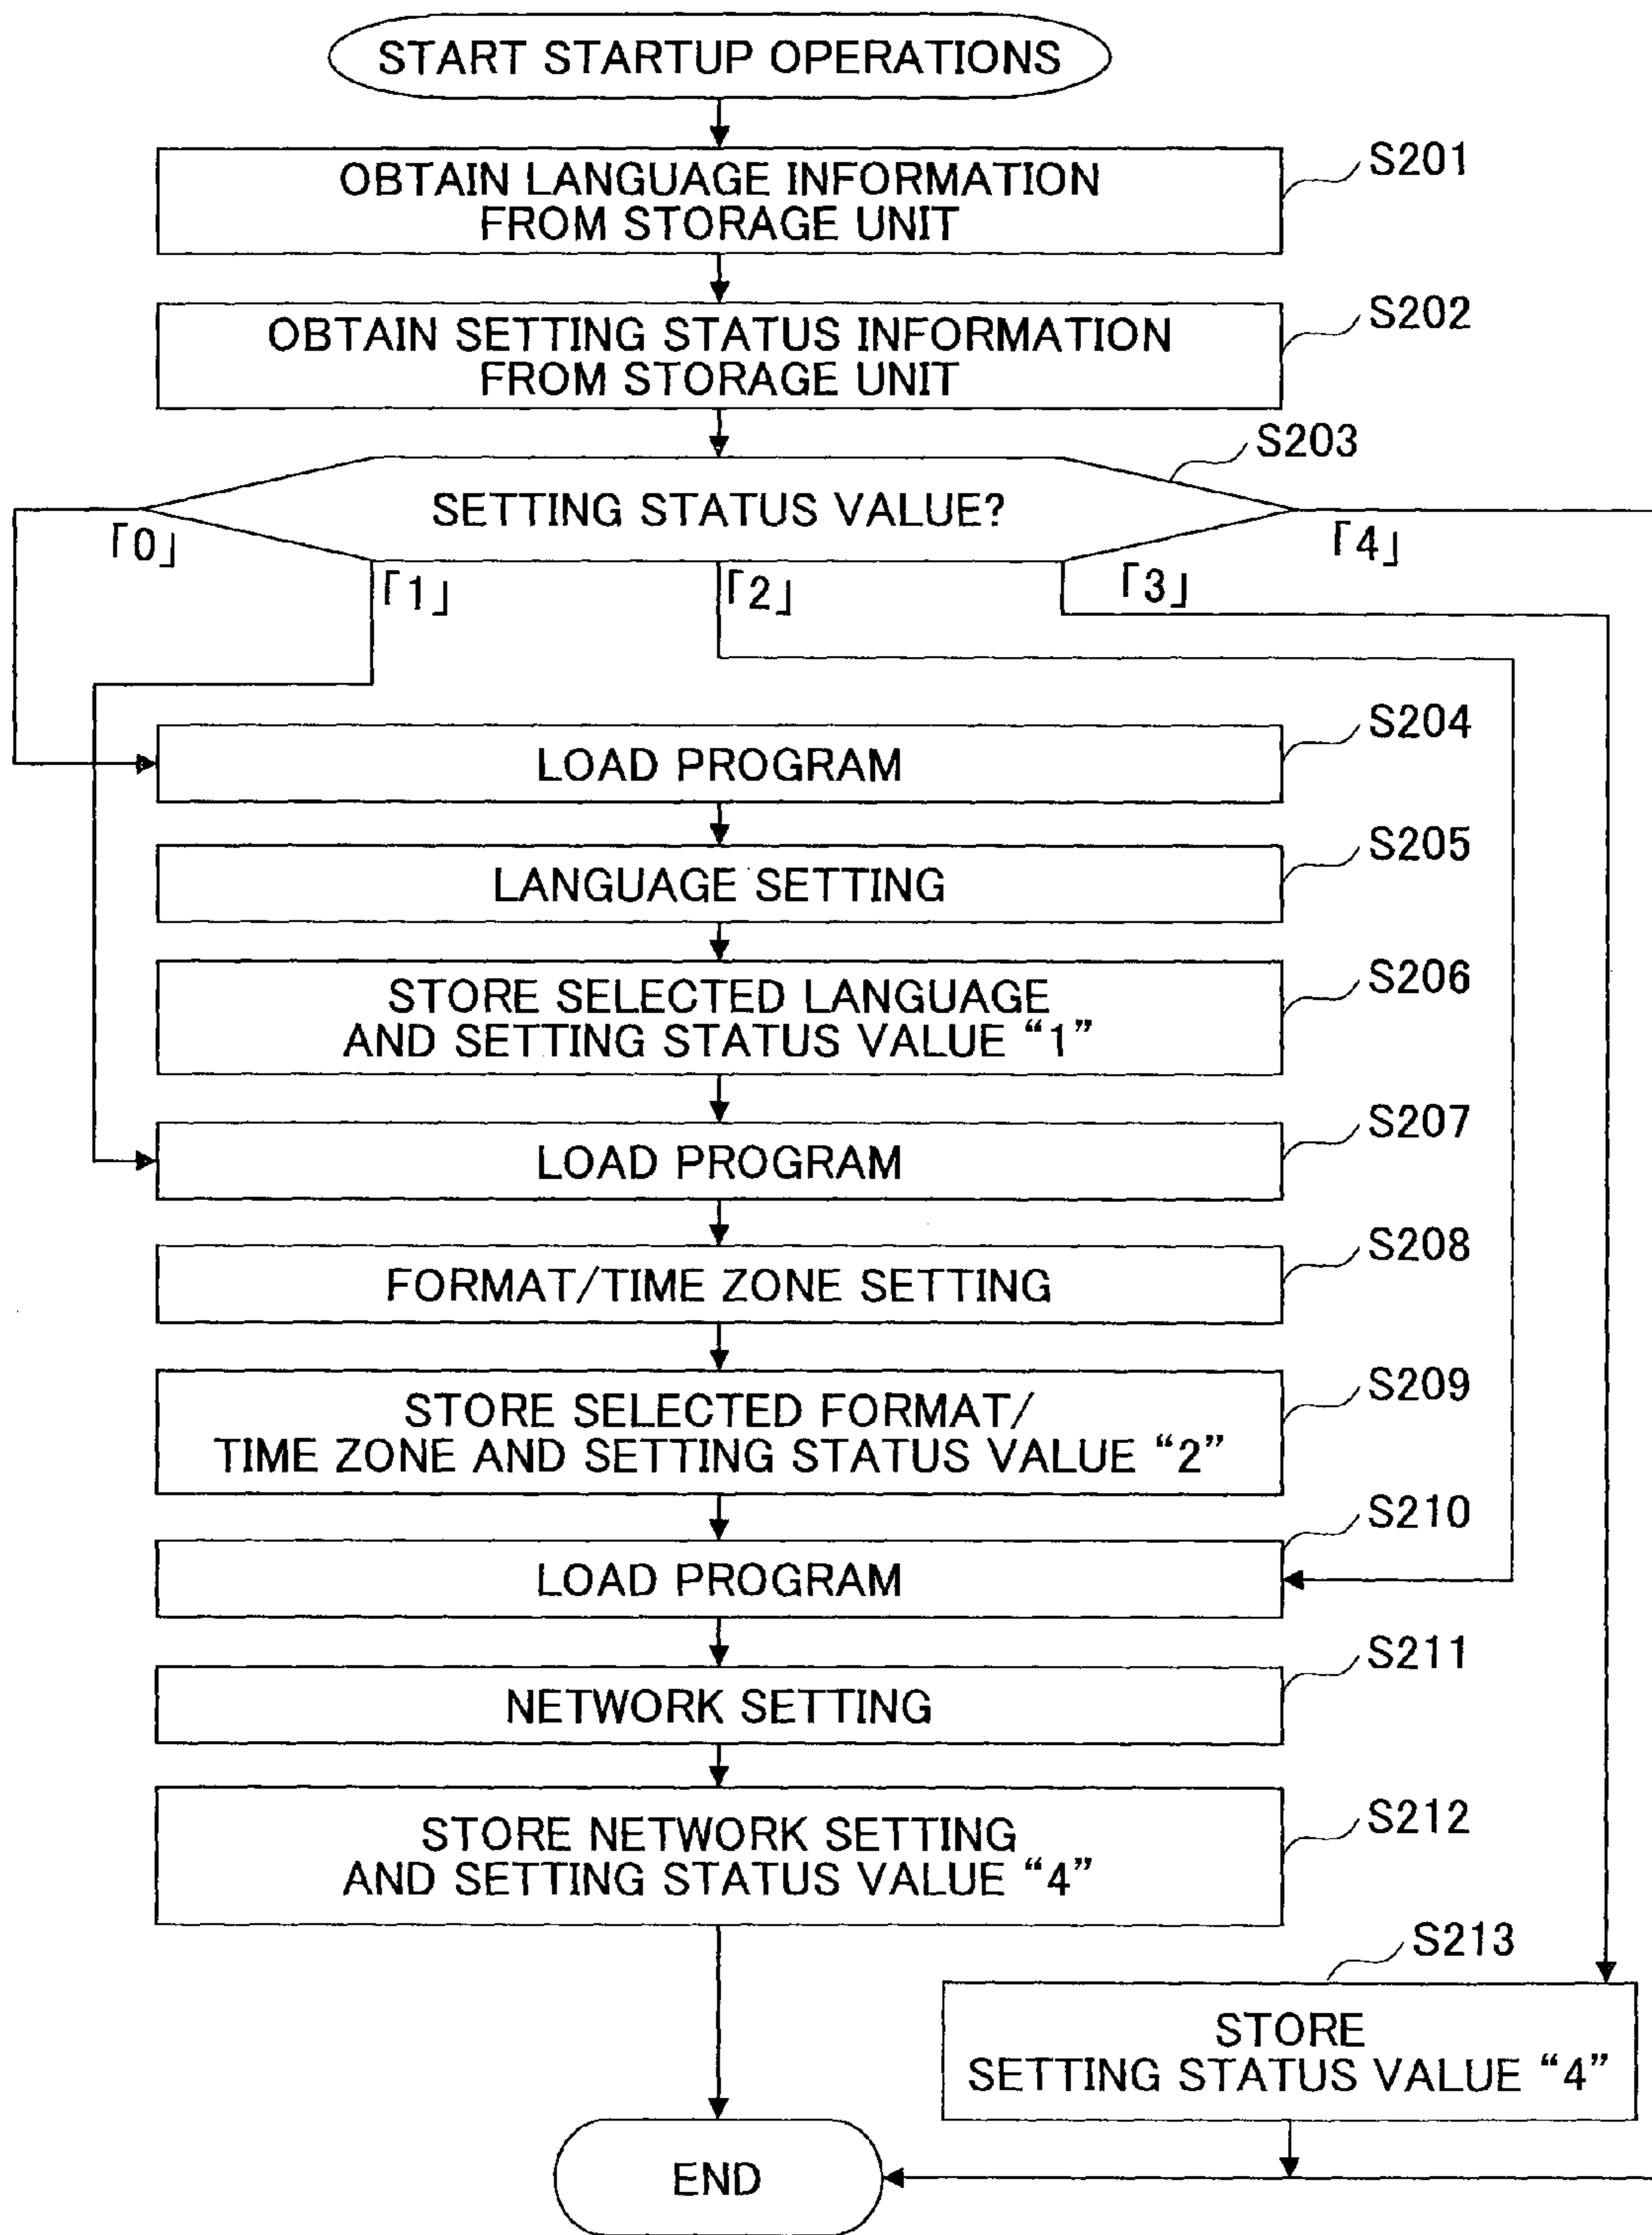 START STARTUP OPERATIONS
OBTAIN LANGUAGE INFORMATION
FROM STORAGE UNIT
S201
OBTAIN SETTING STATUS INFORMATION
FROM STORAGE UNIT
S202
SETTING STATUS VALUE?
S203
「0」
「1」
「2」
「3」
「4」
LOAD PROGRAM
S204
LANGUAGE SETTING
S205
STORE SELECTED LANGUAGE
AND SETTING STATUS VALUE “1”
S206
LOAD PROGRAM
S207
FORMAT/TIME ZONE SETTING
S208
STORE SELECTED FORMAT/
TIME ZONE AND SETTING STATUS VALUE “2”
S209
LOAD PROGRAM
S210
NETWORK SETTING
S211
STORE NETWORK SETTING
AND SETTING STATUS VALUE “4”
S212
S213
STORE
SETTING STATUS VALUE “4”
END